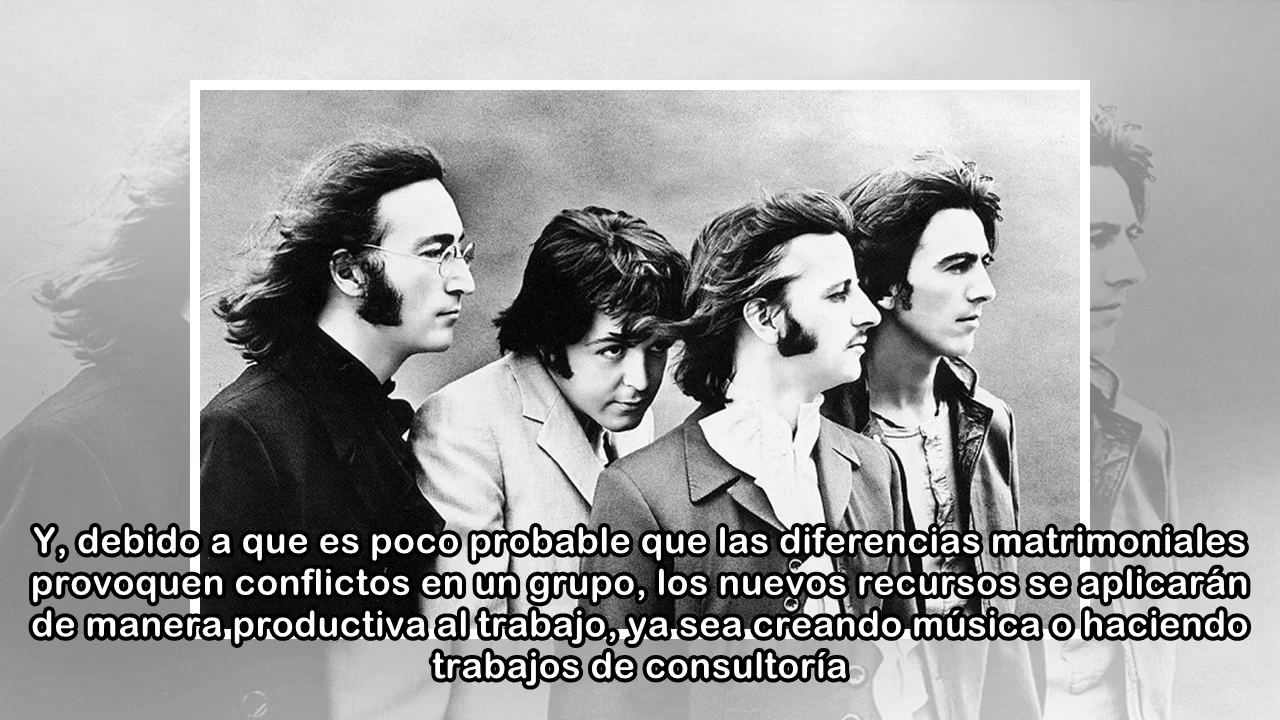 Y, debido a que es poco probable que las diferencias matrimoniales
provoquen conflictos en un grupo, los nuevos recursos se aplicarán
de manera productiva al trabajo, ya sea creando música o haciendo
trabajos de consultoría